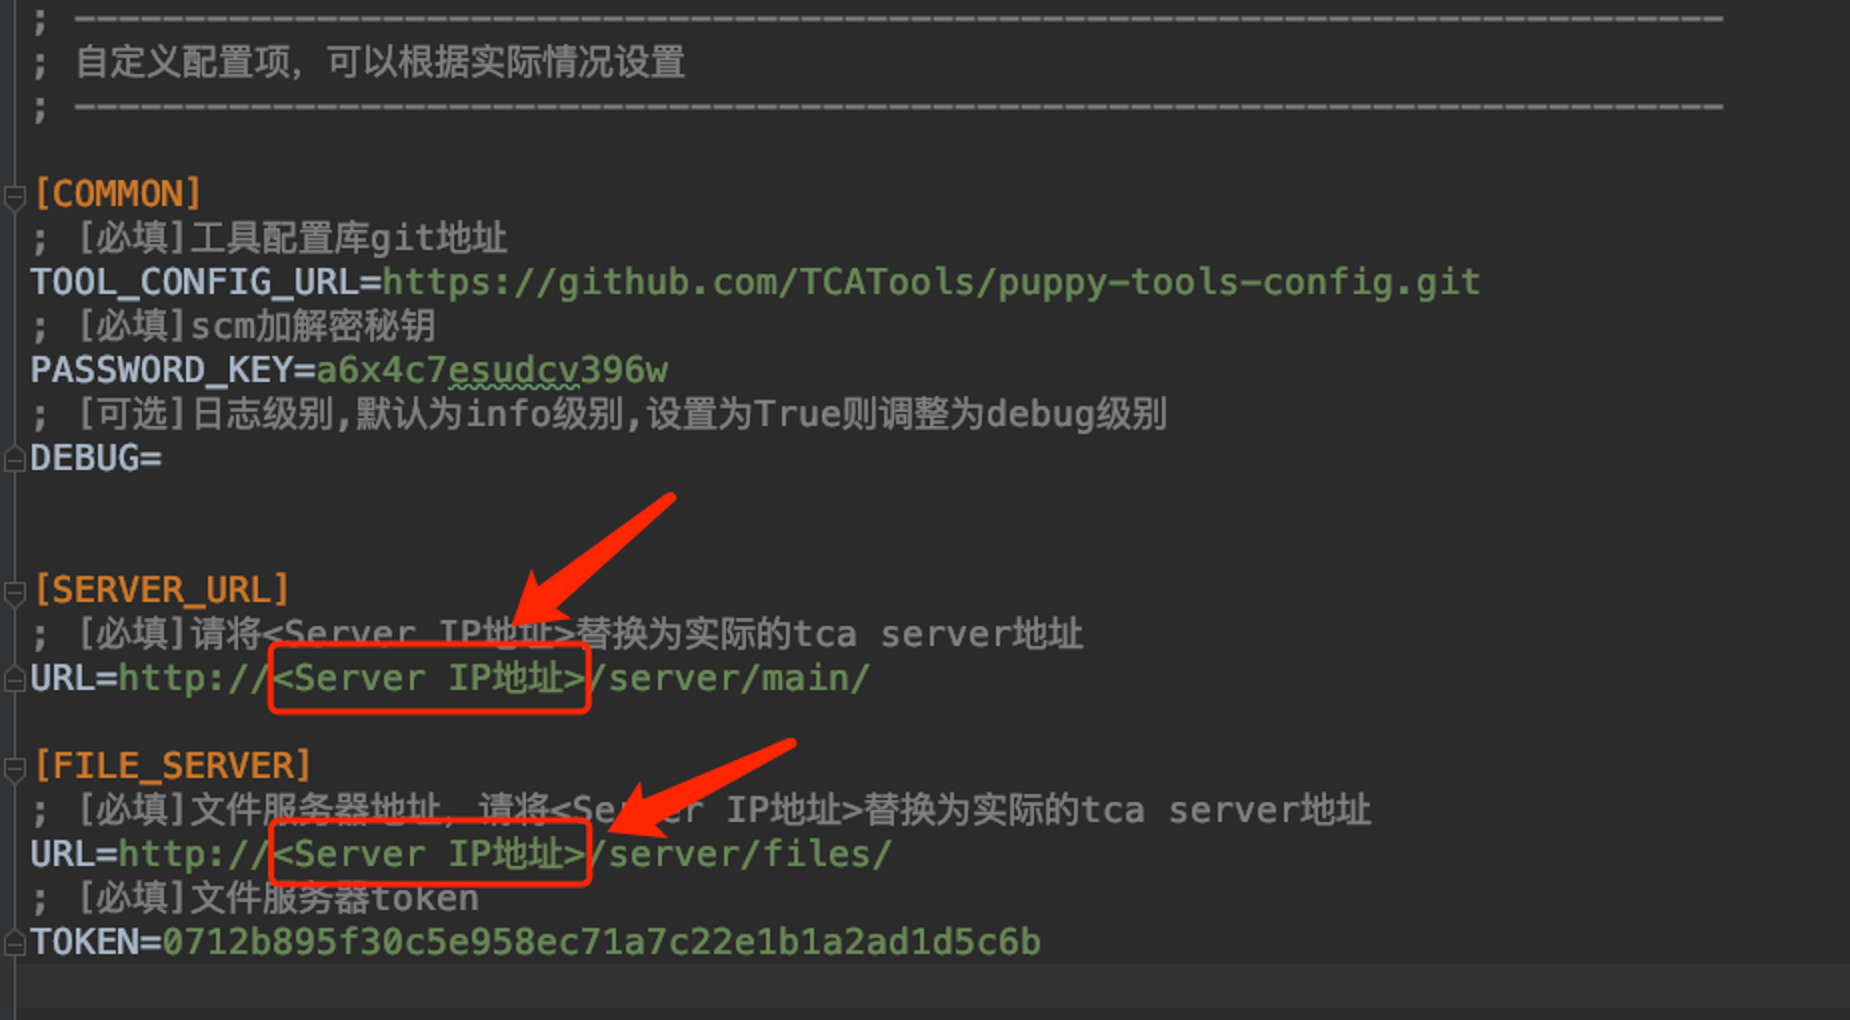 ; ---------------------------------------------------------------------------
; 自定义配置项，可以根据实际情况设置
; ---------------------------------------------------------------------------
[COMMON]
; [必填]工具配置库git地址
TOOL_CONFIG_URL=https://github.com/TCATools/puppy-tools-config.git
; [必填]scm加解密秘钥
PASSWORD_KEY=a6x4c7esudcv396w
; [可选]日志级别,默认为info级别,设置为True则调整为debug级别
DEBUG=
[SERVER_URL]
; [必填]请将<Server IP地址>替换为实际的tca server地址
URL=http://<Server IP地址>/server/main/
[FILE_SERVER]
; [必填]文件服务器地址，请将<Server IP地址>替换为实际的tca server地址
URL=http://<Server IP地址>/server/files/
; [必填]文件服务器token
TOKEN=0712b895f30c5e958ec71a7c22e1b1a2ad1d5c6b